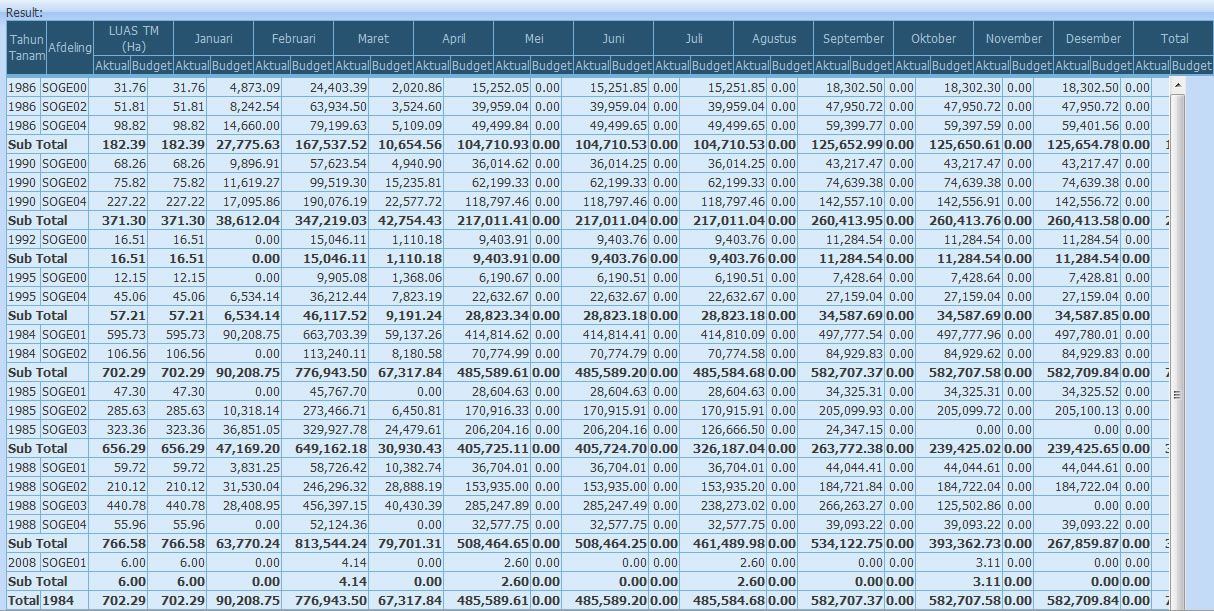 Result:
Tahun Tanam Afdeling LUAS TM (Ha) Januari Februari Maret April Mei Juni Juli Agustus September Oktober November Desember Total
Aktual Budget Aktual Budget Aktual Budget Aktual Budget Aktual Budget Aktual Budget Aktual Budget Aktual Budget Aktual Budget Aktual Budget Aktual Budget Aktual Budget Aktual Budget Aktual Budget
1986 SOGE00 31.76 31.76 4,873.09 24,403.39 2,020.86 15,252.05 0.00 15,251.85 0.00 15,251.85 0.00 18,302.50 0.00 18,302.30 0.00 18,302.50 0.00
1986 SOGE02 51.81 51.81 8,242.54 63,934.50 3,524.60 39,959.04 0.00 39,959.04 0.00 39,959.04 0.00 47,950.72 0.00 47,950.72 0.00 47,950.72 0.00
1986 SOGE04 98.82 98.82 14,660.00 79,199.63 5,109.09 49,499.84 0.00 49,499.65 0.00 49,499.65 0.00 59,399.77 0.00 59,397.59 0.00 59,401.56 0.00
Sub Total 182.39 182.39 27,775.63 167,537.52 10,654.56 104,710.93 0.00 104,710.53 0.00 104,710.53 0.00 125,652.99 0.00 125,650.61 0.00 125,654.78 0.00
1990 SOGE00 68.26 68.26 9,896.91 57,623.54 4,940.90 36,014.62 0.00 36,014.25 0.00 36,014.25 0.00 43,217.47 0.00 43,217.47 0.00 43,217.47 0.00
1990 SOGE02 75.82 75.82 11,619.27 99,519.30 15,235.81 62,199.33 0.00 62,199.33 0.00 62,199.33 0.00 74,639.38 0.00 74,639.38 0.00 74,639.38 0.00
1990 SOGE04 227.22 227.22 17,095.86 190,076.19 22,577.72 118,797.46 0.00 118,797.46 0.00 118,797.46 0.00 142,557.10 0.00 142,556.91 0.00 142,556.72 0.00
Sub Total 371.30 371.30 38,612.04 347,219.03 42,754.43 217,011.41 0.00 217,011.04 0.00 217,011.04 0.00 260,413.95 0.00 260,413.76 0.00 260,413.58 0.00
1992 SOGE00 16.51 16.51 0.00 15,046.11 1,110.18 9,403.91 0.00 9,403.76 0.00 9,403.76 0.00 11,284.54 0.00 11,284.54 0.00 11,284.54 0.00
Sub Total 16.51 16.51 0.00 15,046.11 1,110.18 9,403.91 0.00 9,403.76 0.00 9,403.76 0.00 11,284.54 0.00 11,284.54 0.00 11,284.54 0.00
1995 SOGE00 12.15 12.15 0.00 9,905.08 1,368.06 6,190.67 0.00 6,190.51 0.00 6,190.51 0.00 7,428.64 0.00 7,428.64 0.00 7,428.81 0.00
1995 SOGE04 45.06 45.06 6,534.14 36,212.44 7,823.19 22,632.67 0.00 22,632.67 0.00 22,632.67 0.00 27,159.04 0.00 27,159.04 0.00 27,159.04 0.00
Sub Total 57.21 57.21 6,534.14 46,117.52 9,191.24 28,823.34 0.00 28,823.18 0.00 28,823.18 0.00 34,587.69 0.00 34,587.69 0.00 34,587.85 0.00
1984 SOGE01 595.73 595.73 90,208.75 663,703.39 59,137.26 414,814.62 0.00 414,814.41 0.00 414,810.09 0.00 497,777.54 0.00 497,777.96 0.00 497,780.01 0.00
1984 SOGE02 106.56 106.56 0.00 113,240.11 8,180.58 70,774.99 0.00 70,774.79 0.00 70,774.58 0.00 84,929.83 0.00 84,929.62 0.00 84,929.83 0.00
Sub Total 702.29 702.29 90,208.75 776,943.50 67,317.84 485,589.61 0.00 485,589.20 0.00 485,584.68 0.00 582,707.37 0.00 582,707.58 0.00 582,709.84 0.00
1985 SOGE01 47.30 47.30 0.00 45,767.70 0.00 28,604.63 0.00 28,604.63 0.00 28,604.63 0.00 34,325.31 0.00 34,325.31 0.00 34,325.52 0.00
1985 SOGE02 285.63 285.63 10,318.14 273,466.71 6,450.81 170,916.33 0.00 170,915.91 0.00 170,915.91 0.00 205,099.93 0.00 205,099.72 0.00 205,100.13 0.00
1985 SOGE03 323.36 323.36 36,851.05 329,927.78 24,479.61 206,204.16 0.00 206,204.16 0.00 126,666.50 0.00 24,347.15 0.00 0.00 0.00 0.00 0.00
Sub Total 656.29 656.29 47,169.20 649,162.18 30,930.43 405,725.11 0.00 405,724.70 0.00 326,187.04 0.00 263,772.38 0.00 239,425.02 0.00 239,425.65 0.00
1988 SOGE01 59.72 59.72 3,831.25 58,726.42 10,382.74 36,704.01 0.00 36,704.01 0.00 36,704.01 0.00 44,044.41 0.00 44,044.61 0.00 44,044.61 0.00
1988 SOGE02 210.12 210.12 31,530.04 246,296.32 28,888.19 153,935.00 0.00 153,935.00 0.00 153,935.20 0.00 184,721.84 0.00 184,722.04 0.00 184,722.04 0.00
1988 SOGE03 440.78 440.78 28,408.95 456,397.15 40,430.39 285,247.89 0.00 285,247.49 0.00 238,273.02 0.00 266,263.27 0.00 125,502.86 0.00 0.00 0.00
1988 SOGE04 55.96 55.96 0.00 52,124.36 0.00 32,577.75 0.00 32,577.75 0.00 32,577.75 0.00 39,093.22 0.00 39,093.22 0.00 39,093.22 0.00
Sub Total 766.58 766.58 63,770.24 813,544.24 79,701.31 508,464.65 0.00 508,464.25 0.00 461,489.98 0.00 534,122.75 0.00 393,362.73 0.00 267,859.87 0.00
2008 SOGE01 6.00 6.00 0.00 4.14 0.00 2.60 0.00 0.00 0.00 2.60 0.00 0.00 0.00 3.11 0.00 0.00 0.00
Sub Total 6.00 6.00 0.00 4.14 0.00 2.60 0.00 0.00 0.00 2.60 0.00 0.00 0.00 3.11 0.00 0.00 0.00
Total 1984 702.29 702.29 90,208.75 776,943.50 67,317.84 485,589.61 0.00 485,589.20 0.00 485,584.68 0.00 582,707.37 0.00 582,707.58 0.00 582,709.84 0.00